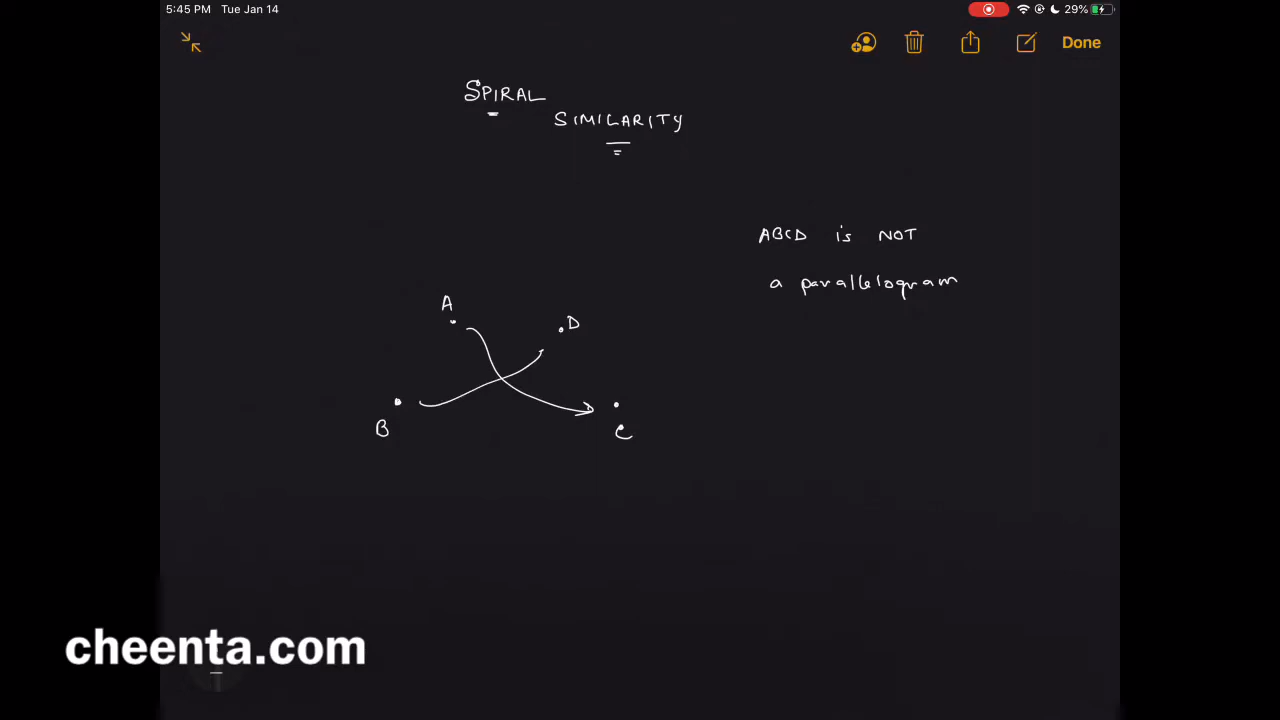 5:45 PM Tue Jan 14
29%
Done
SPIRAL
SIMILARITY
ABCD is NOT
a parallelogram
A
D
B
C
cheenta.com